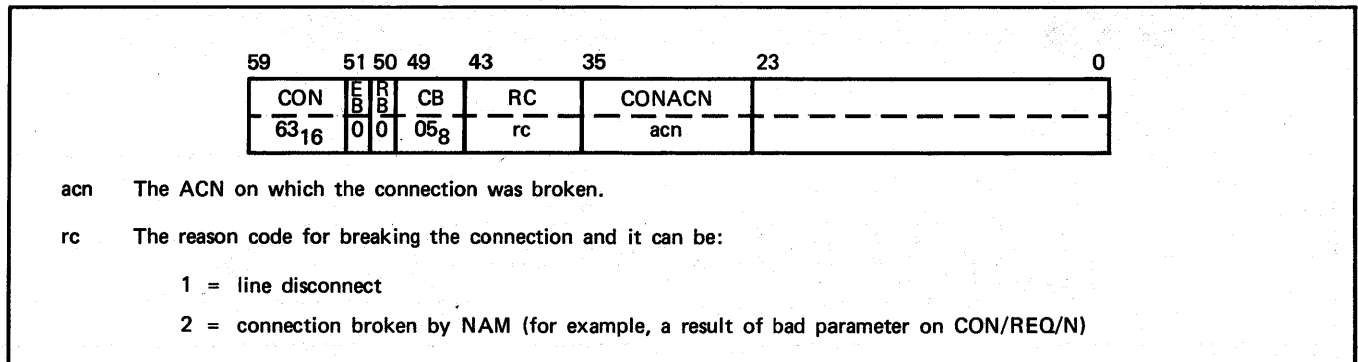 59 51 50 49 43 35 23 0
CON EB RB CB RC CONACN
63₁₆ 0 0 05₈ rc acn
acn The ACN on which the connection was broken.
rc The reason code for breaking the connection and it can be:
1 = line disconnect
2 = connection broken by NAM (for example, a result of bad parameter on CON/REQ/N)